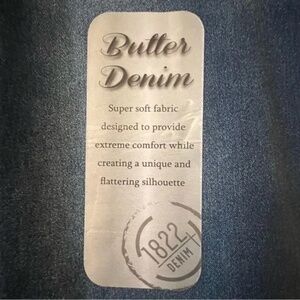 Butter
Denim
Super soft fabric
designed to provide
extreme comfort while
creating a unique and
flattering silhouette
1822
DENIM